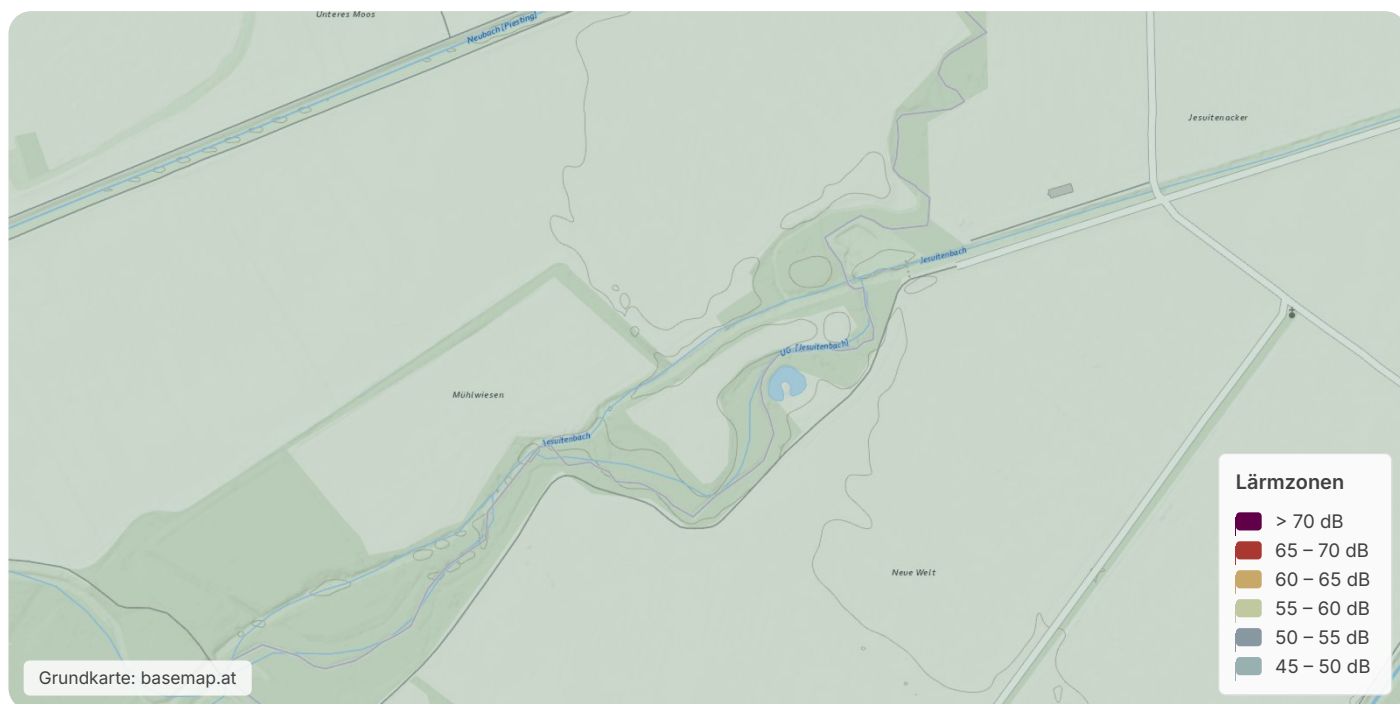 Unteres Moos
Neubach [Piesting]
Jesuitenacker
Jesuitenbach
UG [Jesuitenbach]
Mühlwiesen
Jesuitenbach
Neue Welt
Lärmzonen
> 70 dB
65 – 70 dB
60 – 65 dB
55 – 60 dB
50 – 55 dB
45 – 50 dB
Grundkarte: basemap.at